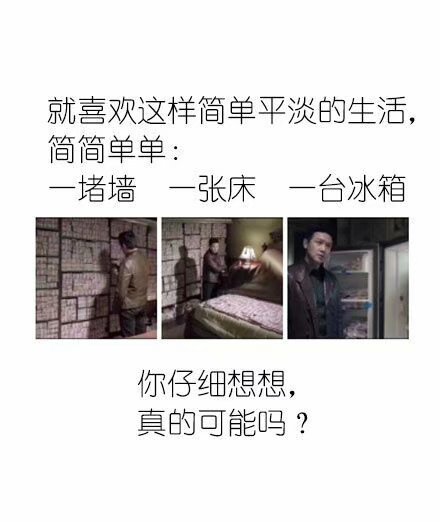 就喜欢这样简单平淡的生活，
简简单单：
一堵墙 一张床 一台冰箱
你仔细想想，
真的可能吗？